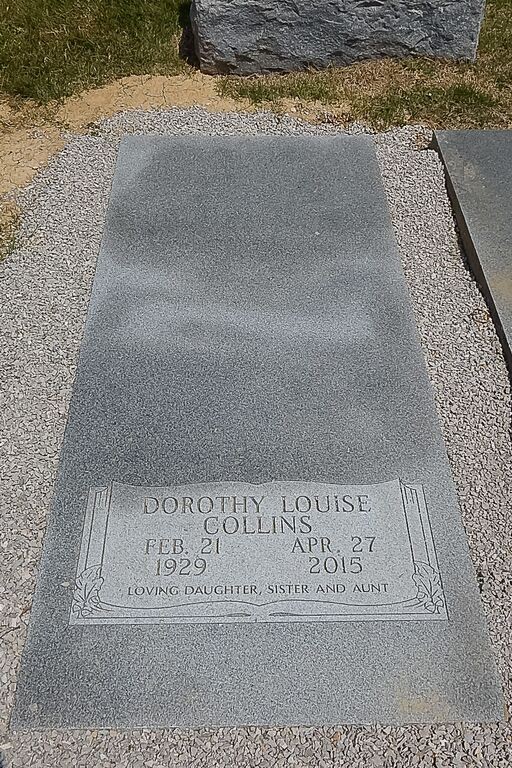 DOROTHY LOUISE
COLLINS
FEB. 21 APR. 27
1929 2015
LOVING DAUGHTER, SISTER AND AUNT